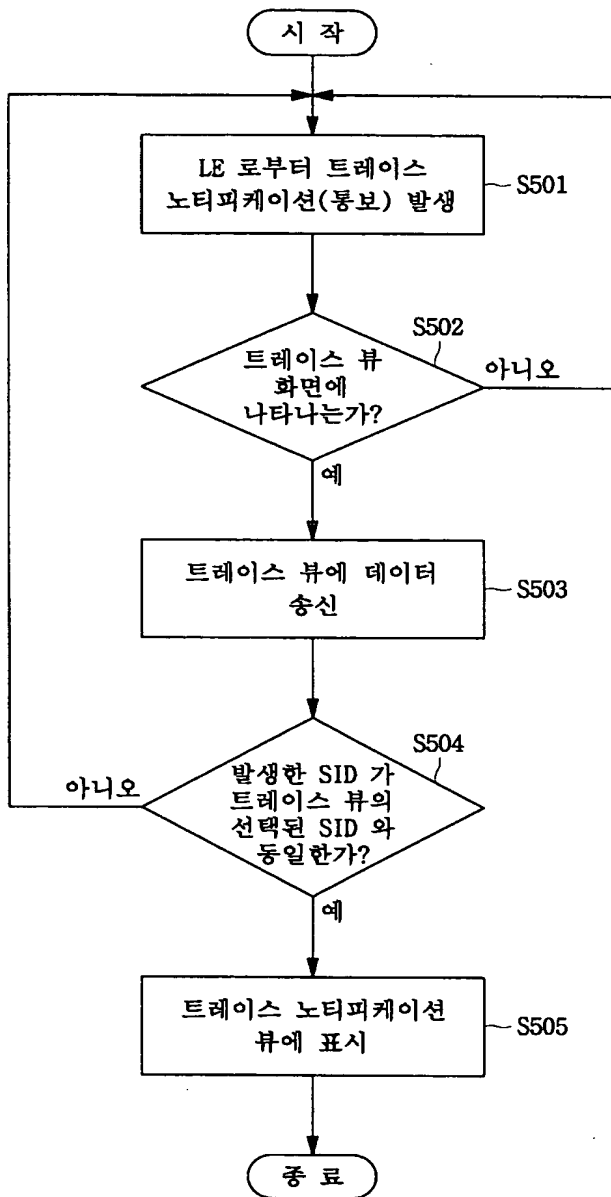 시 작
LE 로부터 트레이스
노티피케이션(통보) 발생
S501
S502
트레이스 뷰
화면에
나타나는가?
아니오
예
트레이스 뷰에 데이터
송신
S503
S504
발생한 SID 가
트레이스 뷰의
선택된 SID 와
동일한가?
아니오
예
트레이스 노티피케이션
뷰에 표시
S505
종 료